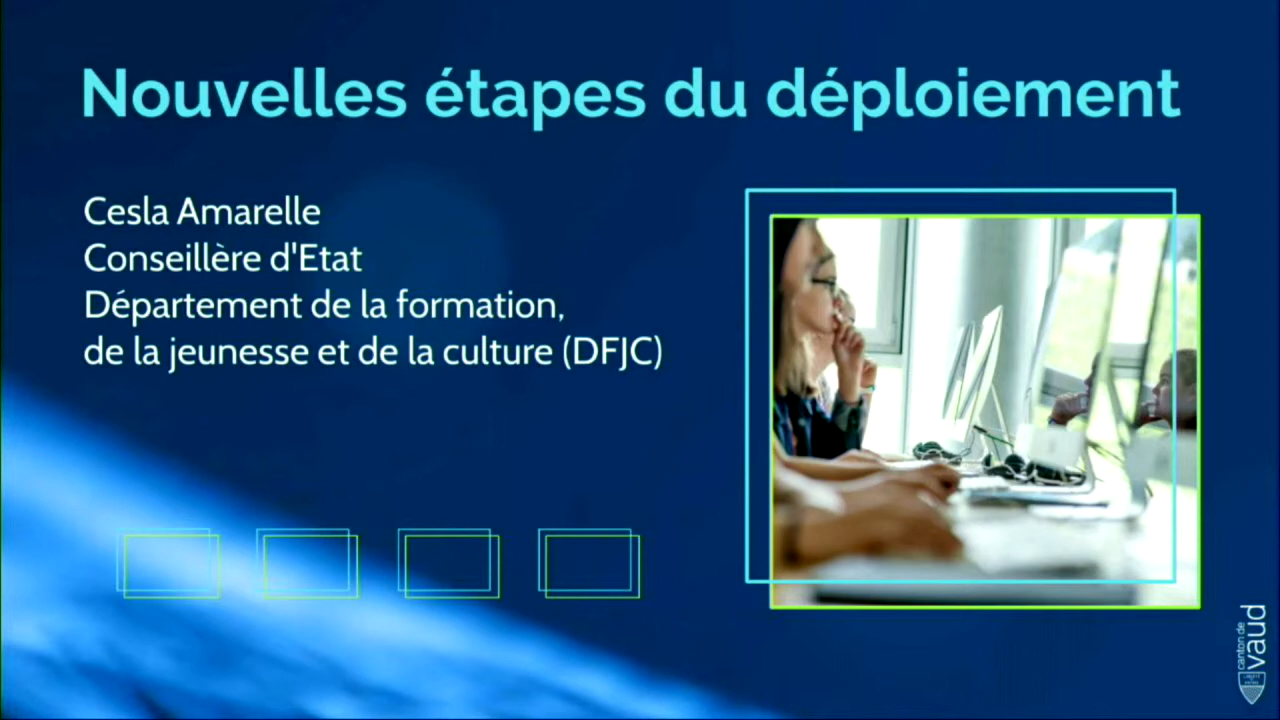 Nouvelles étapes du déploiement
Cesla Amarelle
Conseillère d'Etat
Département de la formation,
de la jeunesse et de la culture (DFJC)
canton de
vaud